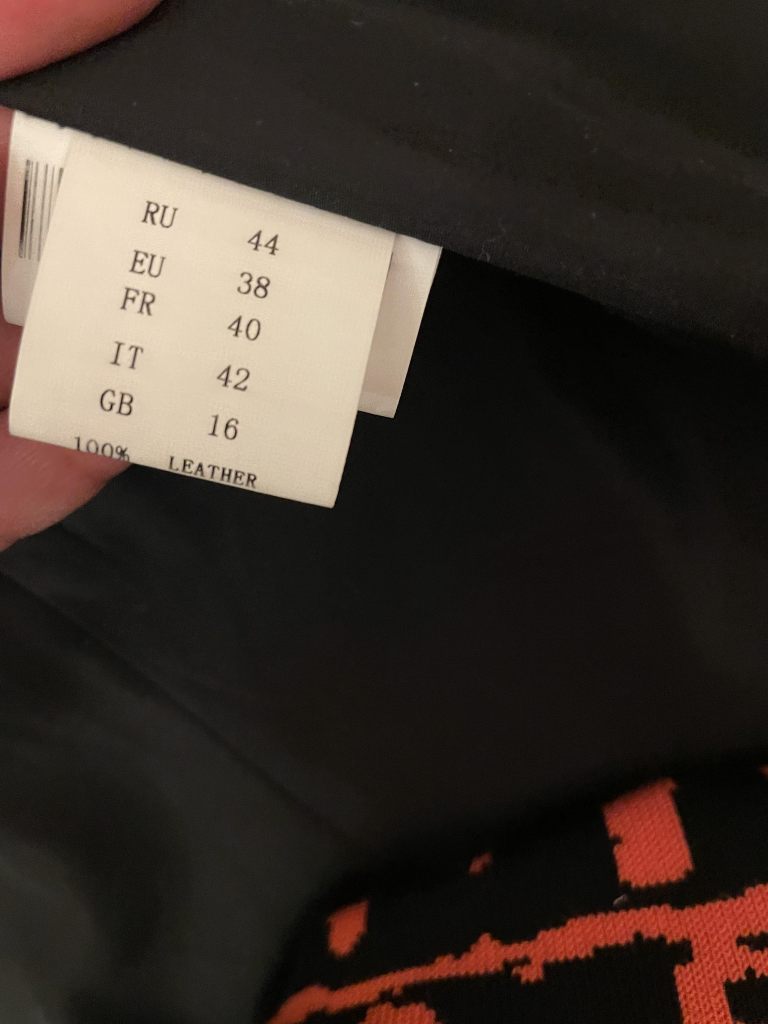 RU 44
EU 38
FR 40
IT 42
GB 16
100% LEATHER